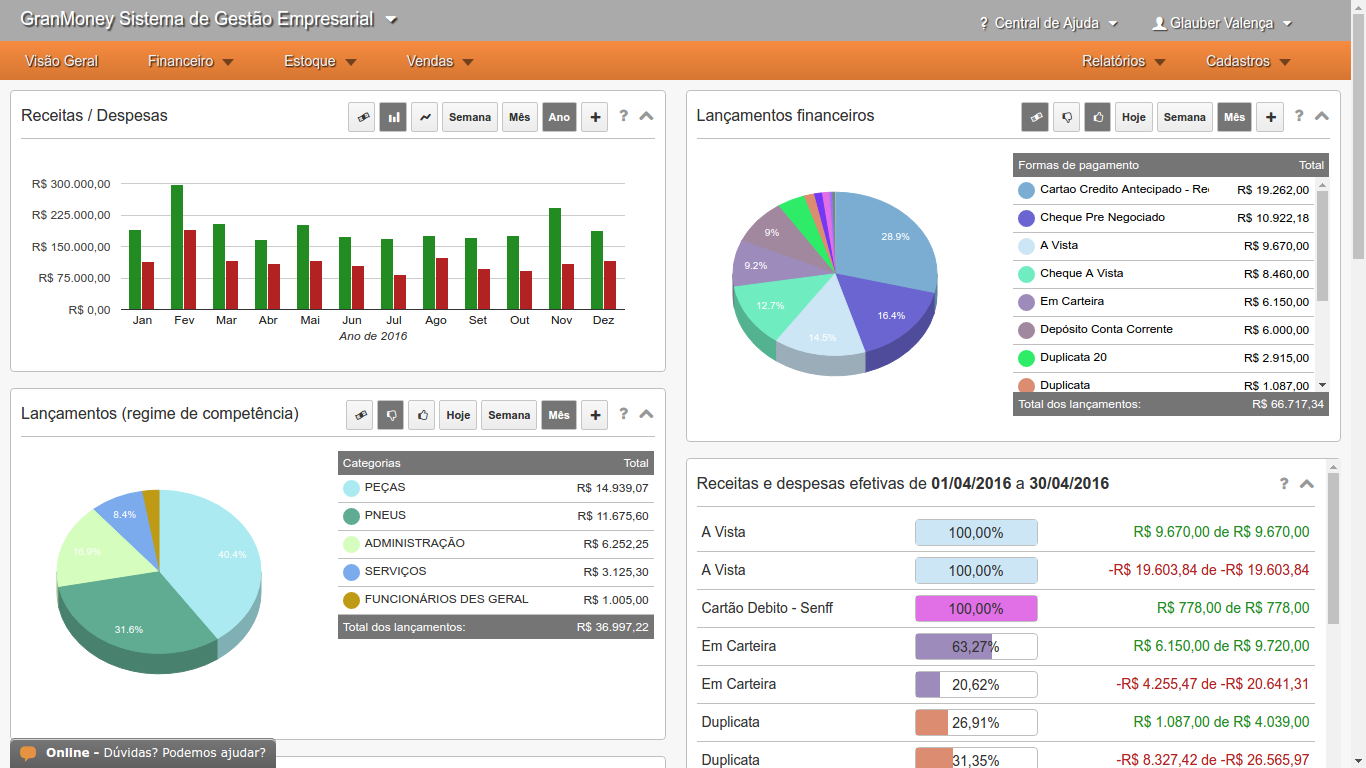 GranMoney Sistema de Gestão Empresarial
? Central de Ajuda
Glauber Valença
Visão Geral
Financeiro
Estoque
Vendas
Relatórios
Cadastros
Receitas / Despesas
Semana
Mês
Ano
+
?
R$ 300.000,00
R$ 225.000,00
R$ 150.000,00
R$ 75.000,00
R$ 0,00
Jan Fev Mar Abr Mai Jun Jul Ago Set Out Nov Dez
Ano de 2016
Lançamentos financeiros
Hoje
Semana
Mês
+
?
28.9%
16.4%
14.5%
12.7%
9.2%
9%
Formas de pagamento Total
Cartao Credito Antecipado - R$ 19.262,00
Cheque Pre Negociado R$ 10.922,18
A Vista R$ 9.670,00
Cheque A Vista R$ 8.460,00
Em Carteira R$ 6.150,00
Depósito Conta Corrente R$ 6.000,00
Duplicata 20 R$ 2.915,00
Duplicata R$ 1.087,00
Total dos lançamentos: R$ 66.717,34
Lançamentos (regime de competência)
Hoje
Semana
Mês
+
?
40.4%
31.6%
16.9%
8.4%
Categorias Total
PEÇAS R$ 14.939,07
PNEUS R$ 11.675,60
ADMINISTRAÇÃO R$ 6.252,25
SERVIÇOS R$ 3.125,30
FUNCIONÁRIOS DES GERAL R$ 1.005,00
Total dos lançamentos: R$ 36.997,22
Receitas e despesas efetivas de 01/04/2016 a 30/04/2016
?
A Vista 100,00% R$ 9.670,00 de R$ 9.670,00
A Vista 100,00% -R$ 19.603,84 de -R$ 19.603,84
Cartão Debito - Senff 100,00% R$ 778,00 de R$ 778,00
Em Carteira 63,27% R$ 6.150,00 de R$ 9.720,00
Em Carteira 20,62% -R$ 4.255,47 de -R$ 20.641,31
Duplicata 26,91% R$ 1.087,00 de R$ 4.039,00
Duplicata 31,35% -R$ 8.327,42 de -R$ 26.565,97
Online - Dúvidas? Podemos ajudar?